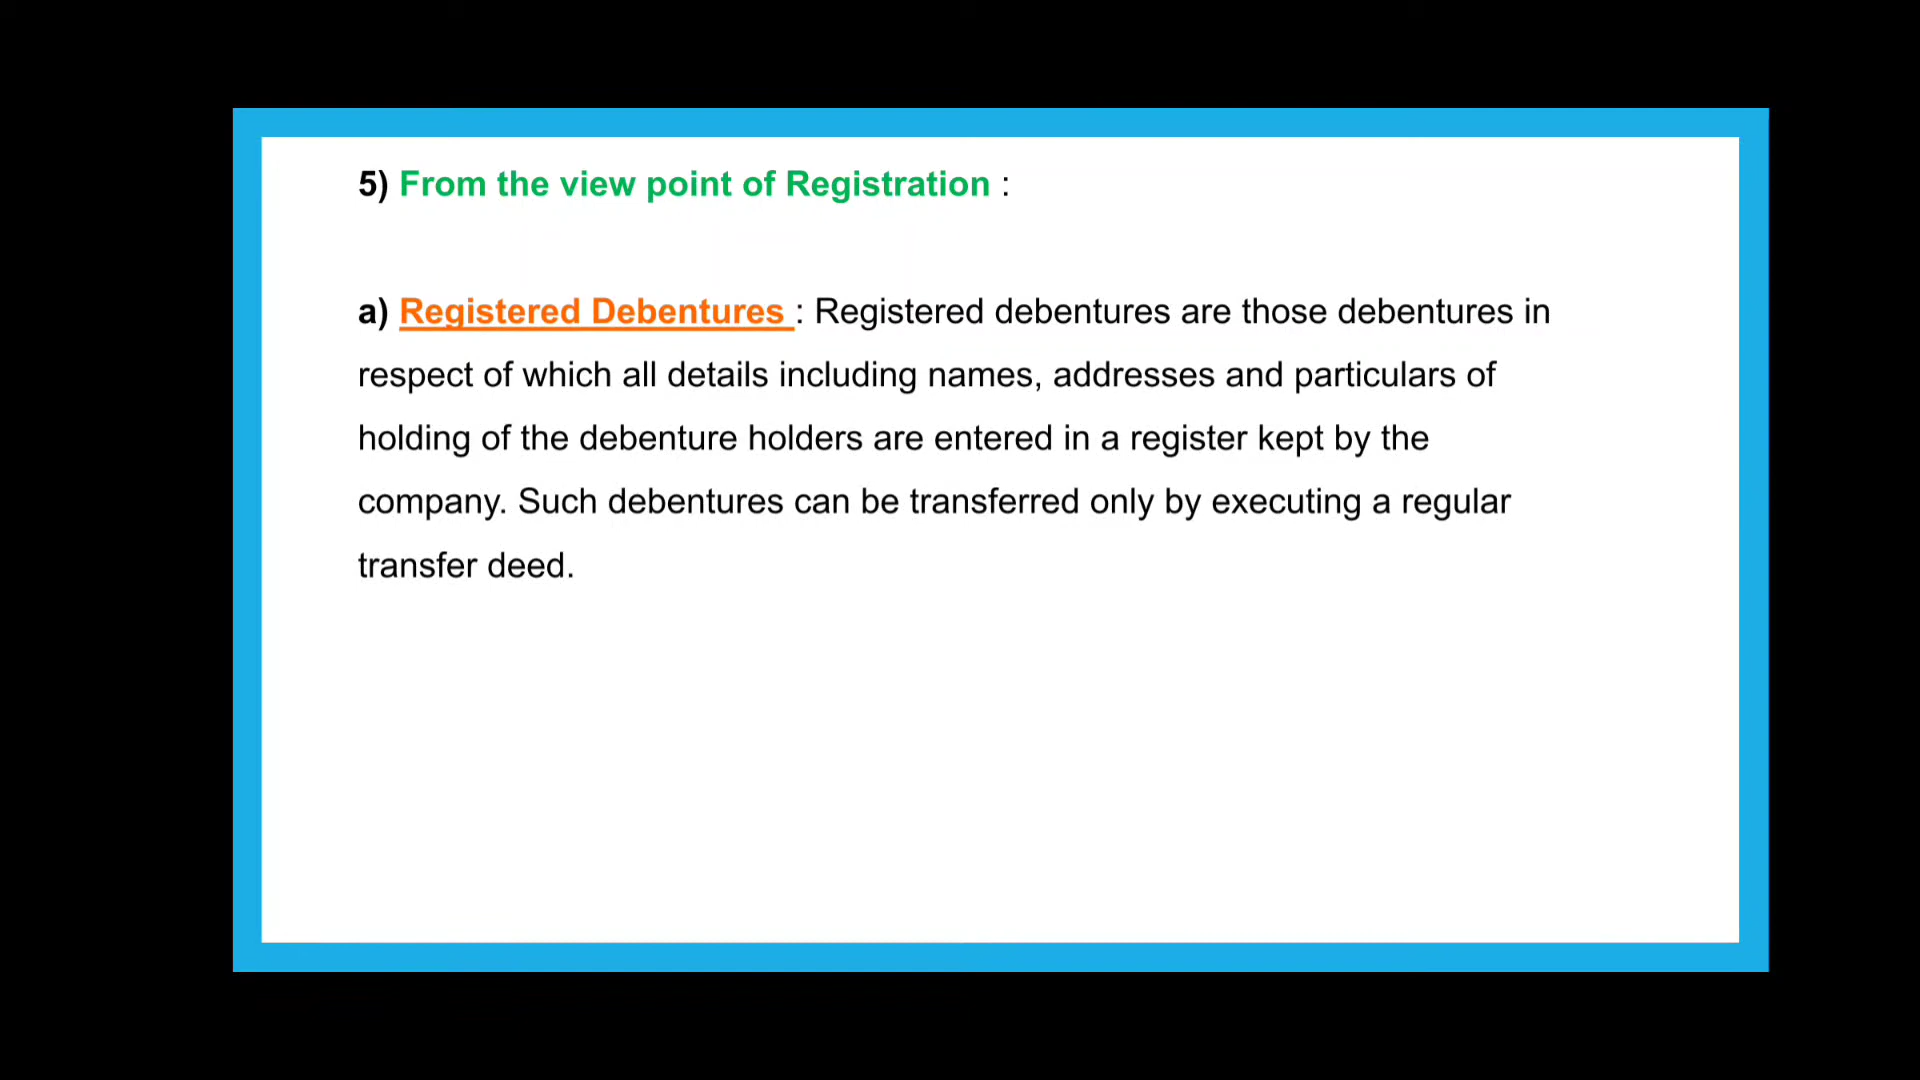 5) From the view point of Registration :
a) Registered Debentures : Registered debentures are those debentures in
respect of which all details including names, addresses and particulars of
holding of the debenture holders are entered in a register kept by the
company. Such debentures can be transferred only by executing a regular
transfer deed.